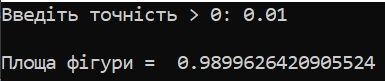 Введіть точність > 0: 0.01
Площа фігури =  0.9899626420905524